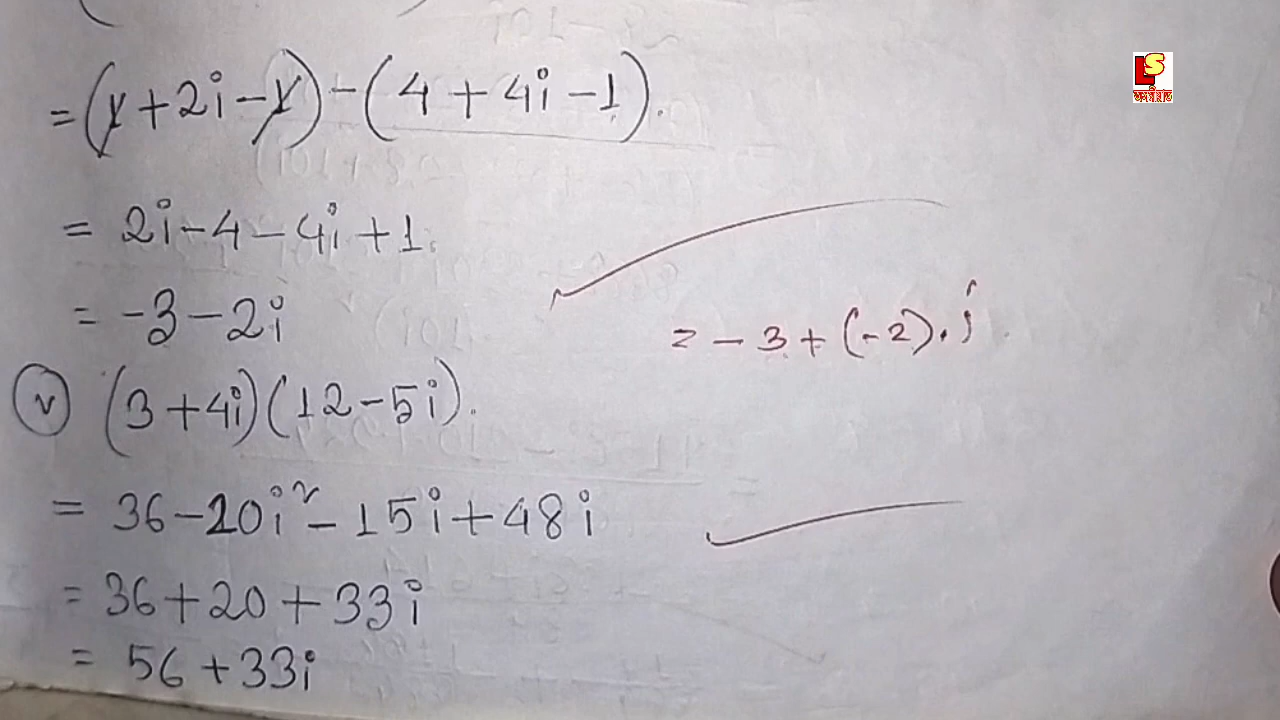 = (1 + 2i - 1) - (4 + 4i - 1).
= 2i - 4 - 4i + 1.
= -3 - 2i
= -3 + (-2).i
v (3 + 4i)(12 - 5i).
= 36 - 20i² - 15i + 48i
= 36 + 20 + 33i
= 56 + 33i
LS